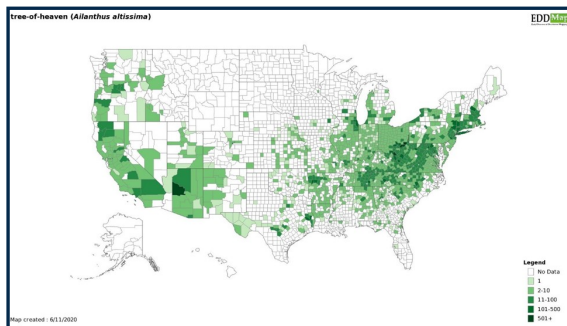 tree-of-heaven (Ailanthus altissima)
EDDMapS
Legend
No Data
1
2-10
11-100
101-500
501+
Map created : 6/11/2020